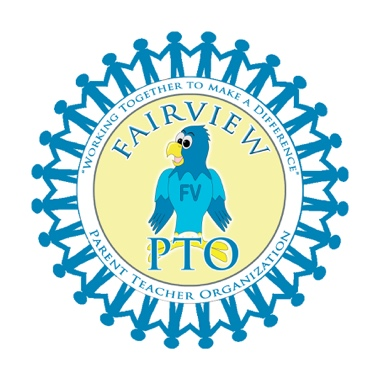 "Working Together to Make a Difference"
FAIRVIEW
FV
PTO
Parent Teacher Organization